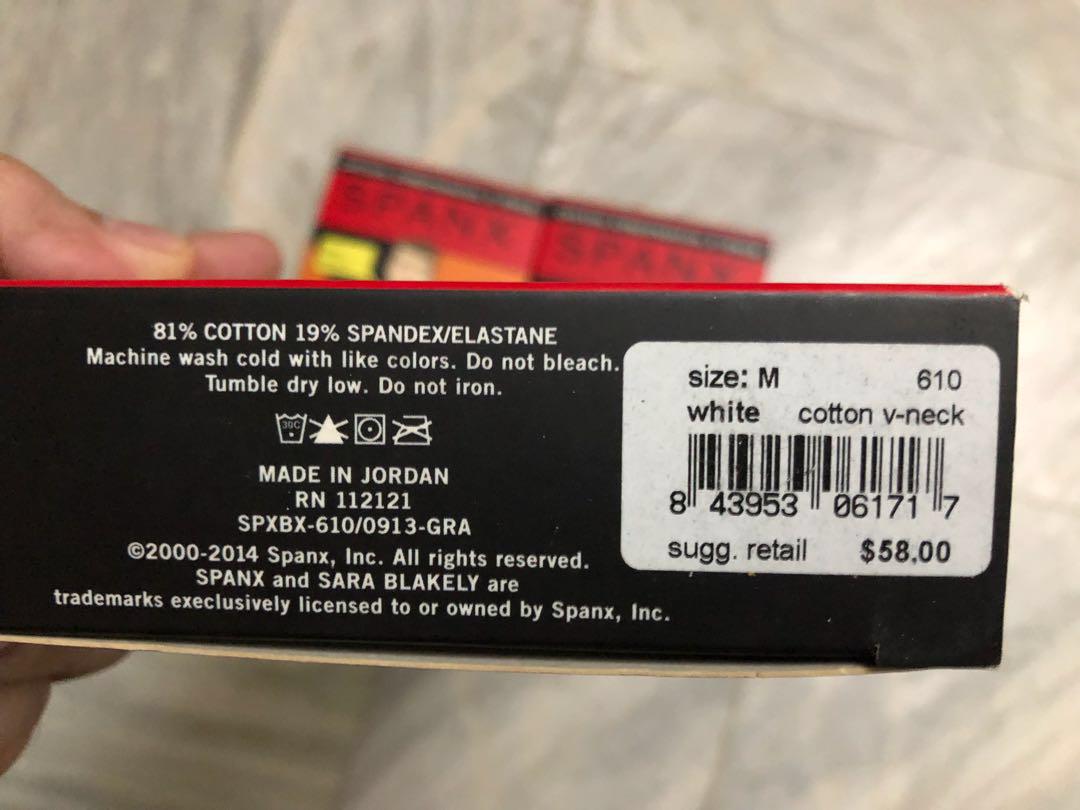 SPANX SPANX
81% COTTON 19% SPANDEX/ELASTANE
Machine wash cold with like colors. Do not bleach.
Tumble dry low. Do not iron.
30C
MADE IN JORDAN
RN 112121
SPXBX-610/0913-GRA
©2000-2014 Spanx, Inc. All rights reserved.
SPANX and SARA BLAKELY are
trademarks execlusively licensed to or owned by Spanx, Inc.
size: M 610
white cotton v-neck
8 43953 06171 7
sugg. retail $58.00